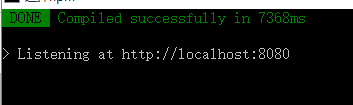 DONE Compiled successfully in 7368ms
> Listening at http://localhost:8080